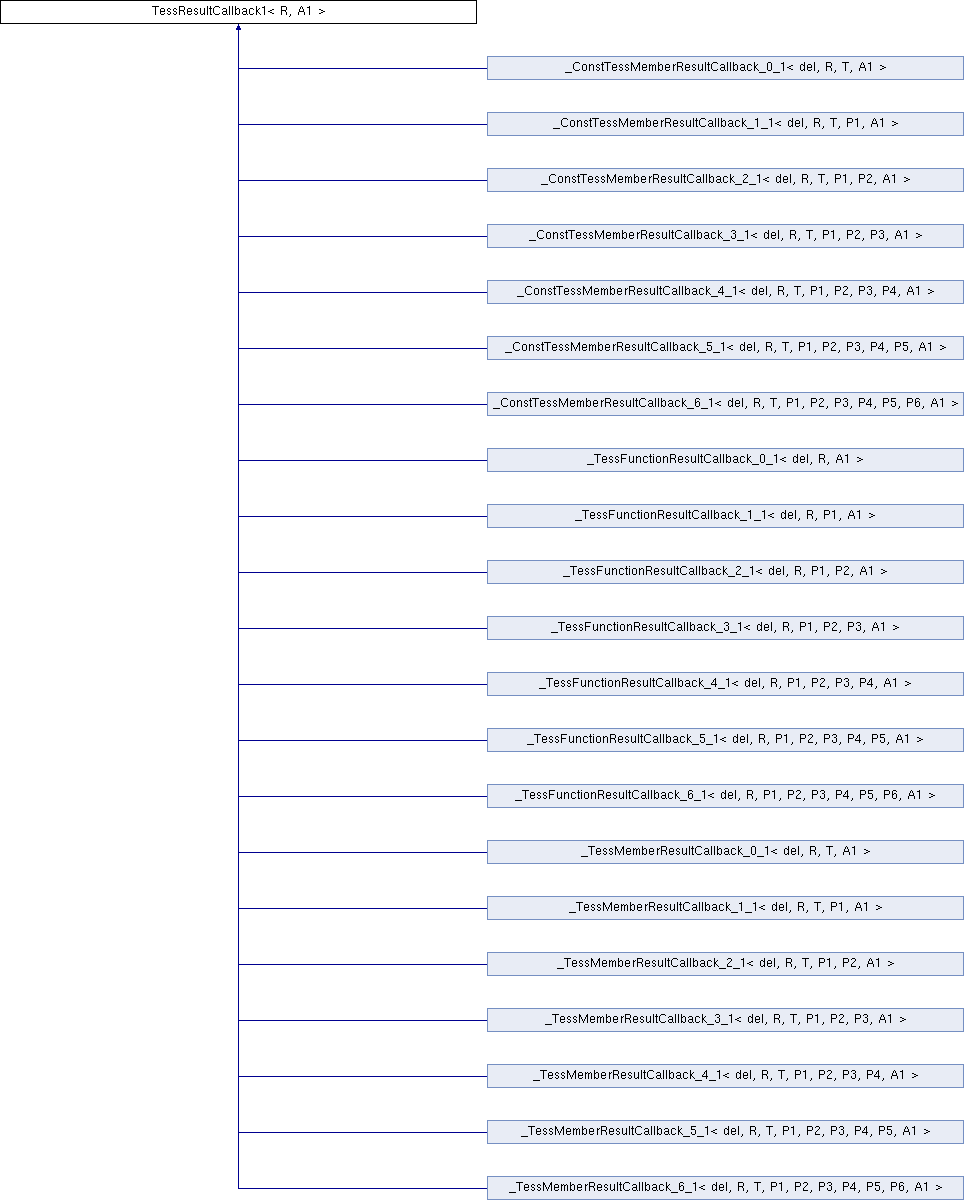 TessResultCallback1< R, A1 >
_ConstTessMemberResultCallback_0_1< del, R, T, A1 >
_ConstTessMemberResultCallback_1_1< del, R, T, P1, A1 >
_ConstTessMemberResultCallback_2_1< del, R, T, P1, P2, A1 >
_ConstTessMemberResultCallback_3_1< del, R, T, P1, P2, P3, A1 >
_ConstTessMemberResultCallback_4_1< del, R, T, P1, P2, P3, P4, A1 >
_ConstTessMemberResultCallback_5_1< del, R, T, P1, P2, P3, P4, P5, A1 >
_ConstTessMemberResultCallback_6_1< del, R, T, P1, P2, P3, P4, P5, P6, A1 >
_TessFunctionResultCallback_0_1< del, R, A1 >
_TessFunctionResultCallback_1_1< del, R, P1, A1 >
_TessFunctionResultCallback_2_1< del, R, P1, P2, A1 >
_TessFunctionResultCallback_3_1< del, R, P1, P2, P3, A1 >
_TessFunctionResultCallback_4_1< del, R, P1, P2, P3, P4, A1 >
_TessFunctionResultCallback_5_1< del, R, P1, P2, P3, P4, P5, A1 >
_TessFunctionResultCallback_6_1< del, R, P1, P2, P3, P4, P5, P6, A1 >
_TessMemberResultCallback_0_1< del, R, T, A1 >
_TessMemberResultCallback_1_1< del, R, T, P1, A1 >
_TessMemberResultCallback_2_1< del, R, T, P1, P2, A1 >
_TessMemberResultCallback_3_1< del, R, T, P1, P2, P3, A1 >
_TessMemberResultCallback_4_1< del, R, T, P1, P2, P3, P4, A1 >
_TessMemberResultCallback_5_1< del, R, T, P1, P2, P3, P4, P5, A1 >
_TessMemberResultCallback_6_1< del, R, T, P1, P2, P3, P4, P5, P6, A1 >